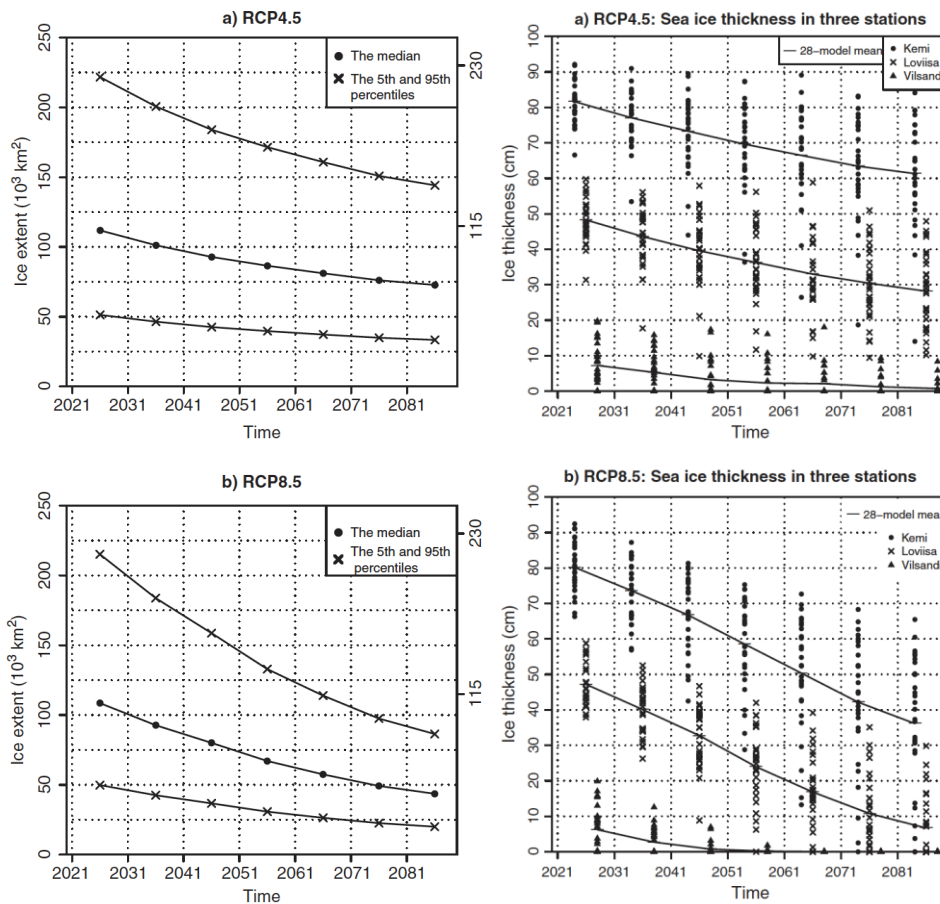 a) RCP4.5
Ice extent (10³ km²)
250
200
150
100
50
0
The median
The 5th and 95th
percentiles
230
115
2021 2031 2041 2051 2061 2071 2081
Time
a) RCP4.5: Sea ice thickness in three stations
Ice thickness (cm)
100
90
80
70
60
50
40
30
20
10
0
28−model mean
Kemi
Loviisa
Vilsand
2021 2031 2041 2051 2061 2071 2081
Time
b) RCP8.5
Ice extent (10³ km²)
250
200
150
100
50
0
The median
The 5th and 95th
percentiles
230
115
2021 2031 2041 2051 2061 2071 2081
Time
b) RCP8.5: Sea ice thickness in three stations
Ice thickness (cm)
100
90
80
70
60
50
40
30
20
10
0
28−model mea
Kemi
Loviisa
Vilsand
2021 2031 2041 2051 2061 2071 2081
Time